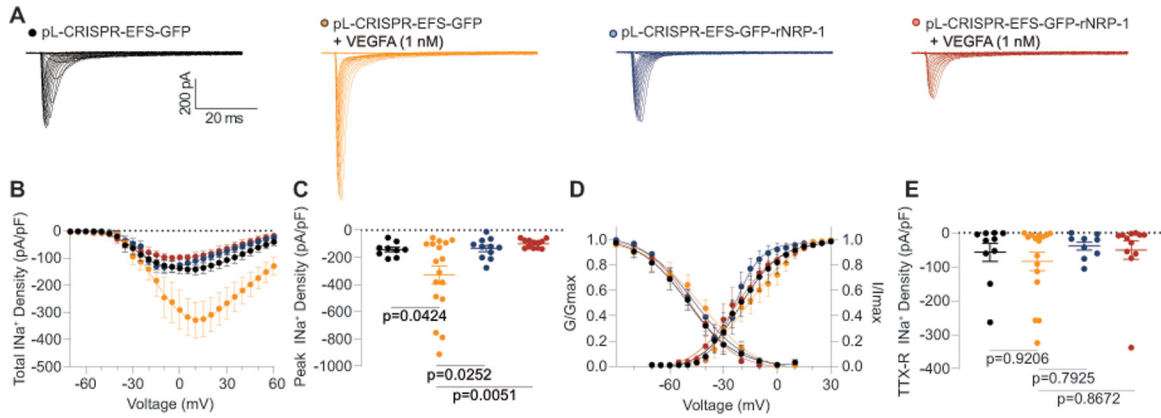 A
pL-CRISPR-EFS-GFP
pL-CRISPR-EFS-GFP
+ VEGFA (1 nM)
pL-CRISPR-EFS-GFP-rNRP-1
pL-CRISPR-EFS-GFP-rNRP-1
+ VEGFA (1 nM)
200 pA
20 ms
B
Total INa⁺ Density (pA/pF)
0
-100
-200
-300
-400
-500
-60 -30 0 30 60
Voltage (mV)
C
Peak INa⁺ Density (pA/pF)
0
-200
-400
-600
-800
-1000
p=0.0424
p=0.0252
p=0.0051
D
G/Gmax
1.0
0.8
0.6
0.4
0.2
0.0
-60 -30 0 30
Voltage (mV)
1.0
0.8
0.6
0.4
0.2
0.0
I/Imax
E
TTX-R INa⁺ Density (pA/pF)
0
-100
-200
-300
-400
p=0.9206
p=0.7925
p=0.8672